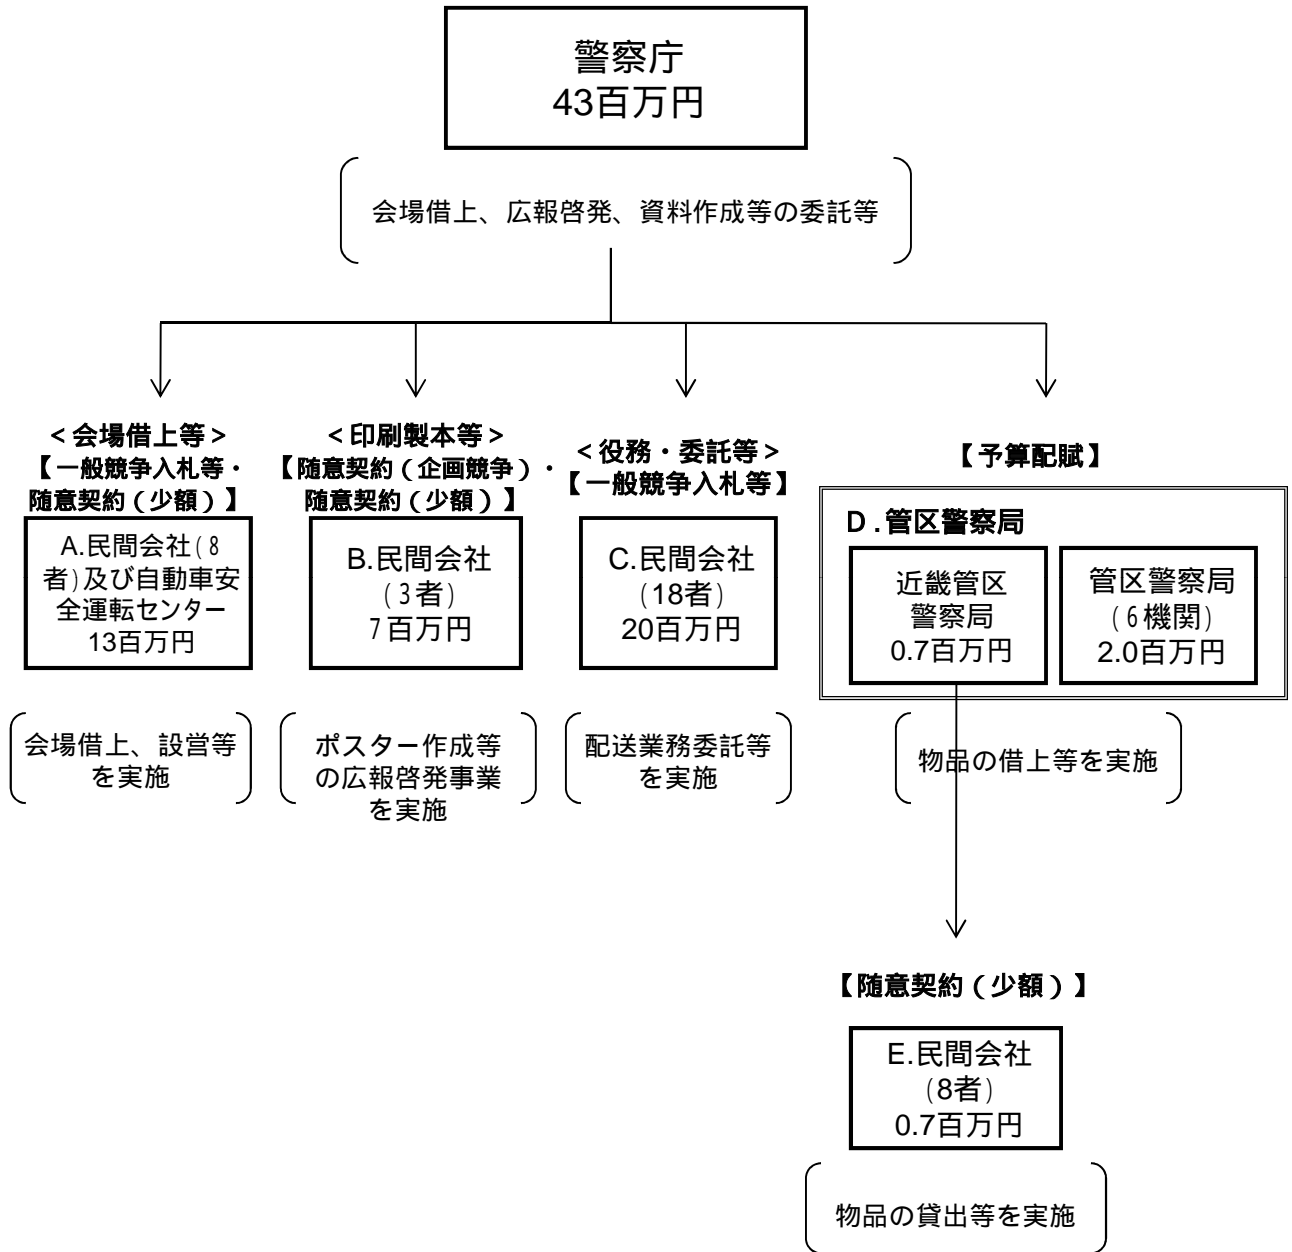 警察庁
43百万円
会場借上、広報啓発、資料作成等の委託等
<会場借上等>
【一般競争入札等・
随意契約(少額)】
A.民間会社(8
者)及び自動車安
全運転センター
13百万円
会場借上、設営等
を実施
<印刷製本等>
【随意契約(企画競争)・
随意契約(少額)】
B.民間会社
(3者)
7百万円
ポスター作成等
の広報啓発事業
を実施
<役務・委託等>
【一般競争入札等】
C.民間会社
(18者)
20百万円
配送業務委託等
を実施
【予算配賦】
D.管区警察局
近畿管区
警察局
0.7百万円
管区警察局
(6機関)
2.0百万円
物品の借上等を実施
【随意契約(少額)】
E.民間会社
(8者)
0.7百万円
物品の貸出等を実施